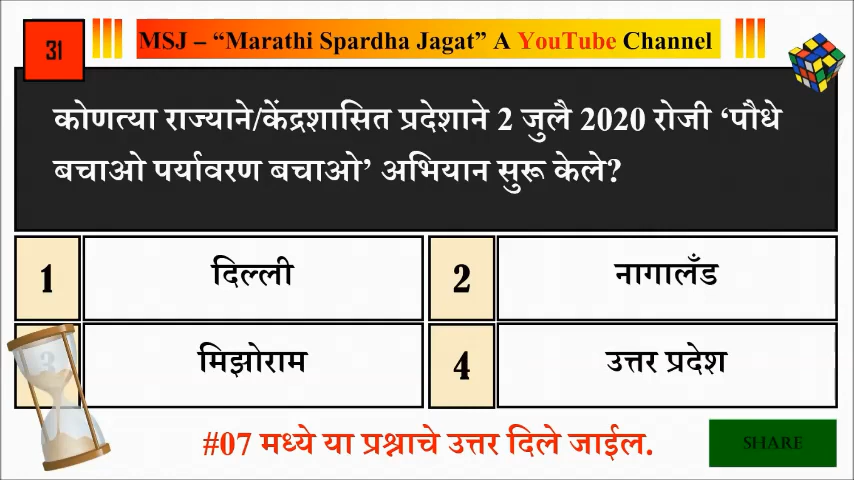 31
MSJ – “Marathi Spardha Jagat” A YouTube Channel
कोणत्या राज्याने/केंद्रशासित प्रदेशाने 2 जुलै 2020 रोजी ‘पौधे
बचाओ पर्यावरण बचाओ’ अभियान सुरू केले?
1 दिल्ली
2 नागालँड
3 मिझोराम
4 उत्तर प्रदेश
#07 मध्ये या प्रश्नाचे उत्तर दिले जाईल.
SHARE